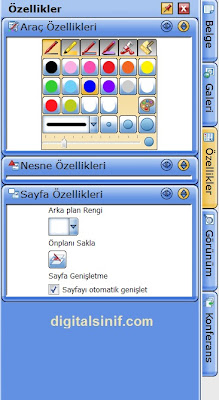 Özellikler
Araç Özellikleri
Nesne Özellikleri
Sayfa Özellikleri
Arka plan Rengi
Önplanı Sakla
Sayfa Genişletme
Sayfayı otomatik genişlet
digitalsinif.com
Belge
Galeri
Özellikler
Görünüm
Konferans